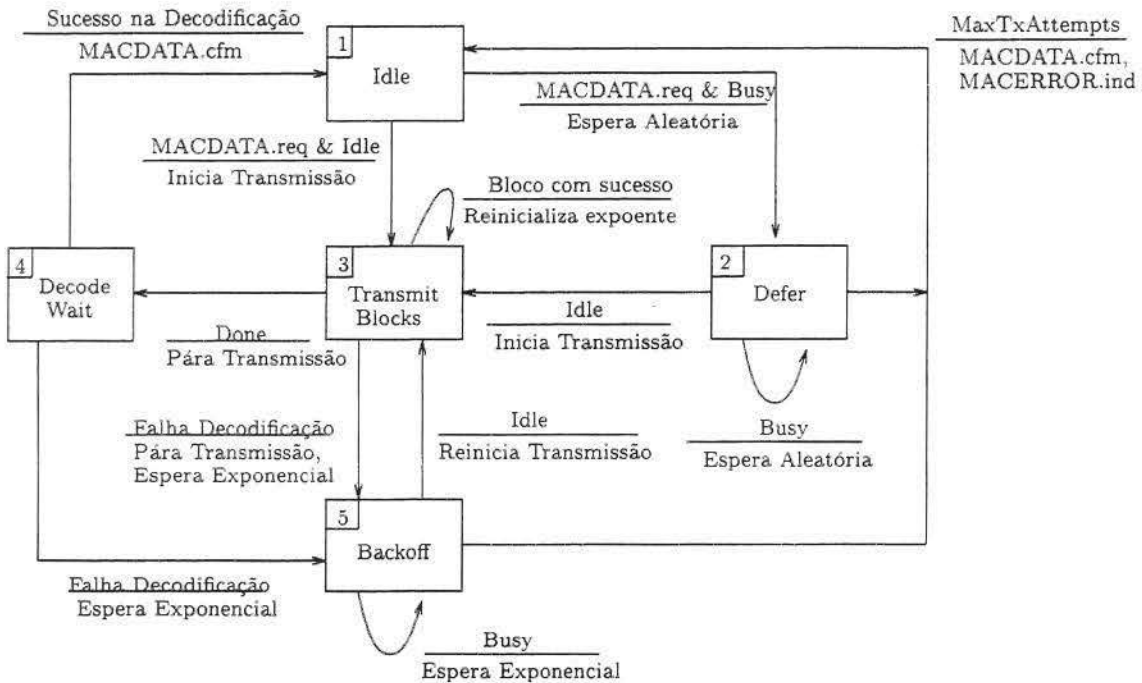 Sucesso na Decodificação
MACDATA.cfm
MaxTxAttempts
MACDATA.cfm,
MACERROR.ind
1
Idle
MACDATA.req & Busy
Espera Aleatória
MACDATA.req & Idle
Inicia Transmissão
Bloco com sucesso
Reinicializa expoente
4
Decode
Wait
3
Transmit
Blocks
2
Defer
Done
Pára Transmissão
Idle
Inicia Transmissão
Falha Decodificação
Pára Transmissão,
Espera Exponencial
Idle
Reinicia Transmissão
Busy
Espera Aleatória
5
Backoff
Falha Decodificação
Espera Exponencial
Busy
Espera Exponencial